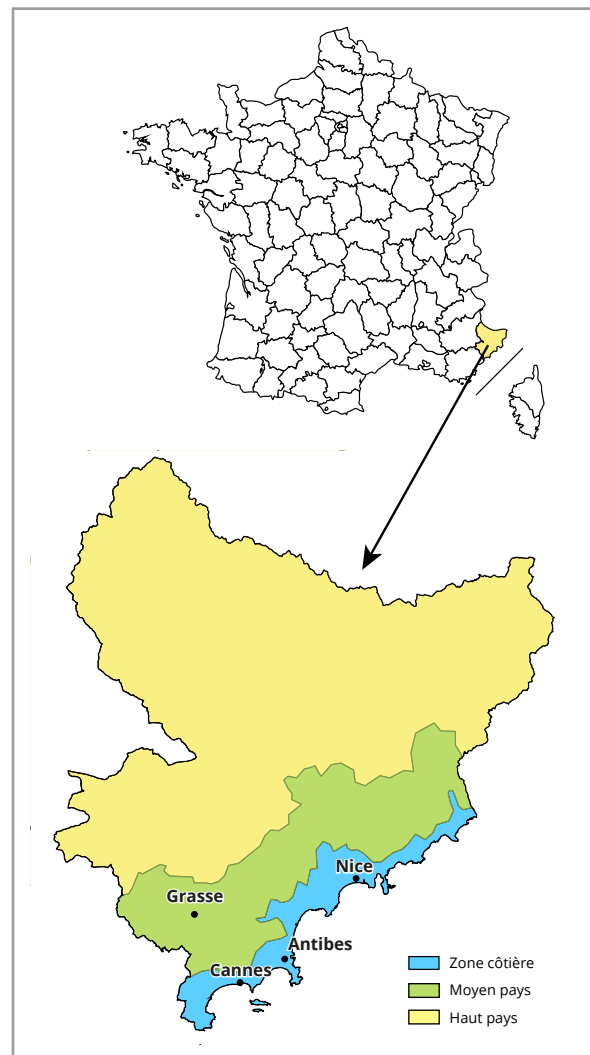 Nice
Grasse
Antibes
Cannes
Zone côtière
Moyen pays
Haut pays